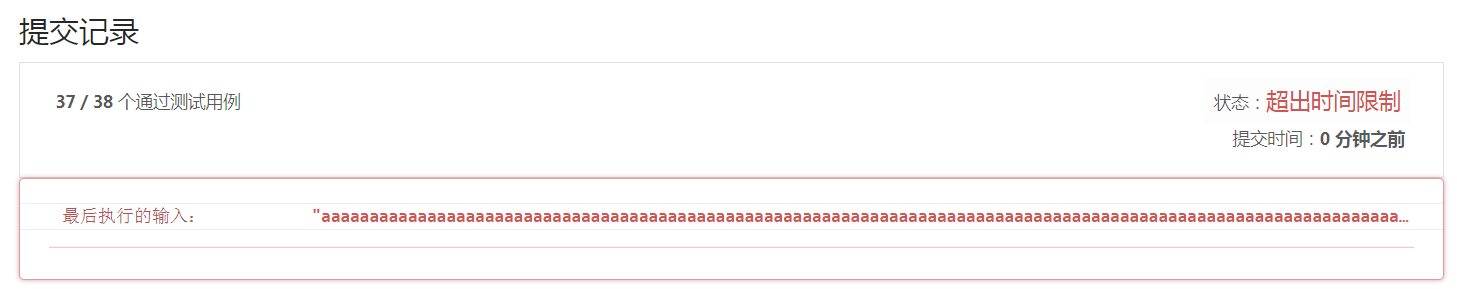 提交记录
37 / 38 个通过测试用例
状态：超出时间限制
提交时间：0 分钟之前
最后执行的输入： "aaaaaaaaaaaaaaaaaaaaaaaaaaaaaaaaaaaaaaaaaaaaaaaaaaaaaaaaaaaaaaaaaaaaaaaaaaaaaaaaaaaaaaaaaaaaaaaaaaaaaaaaaaaaaaaaaaaa…